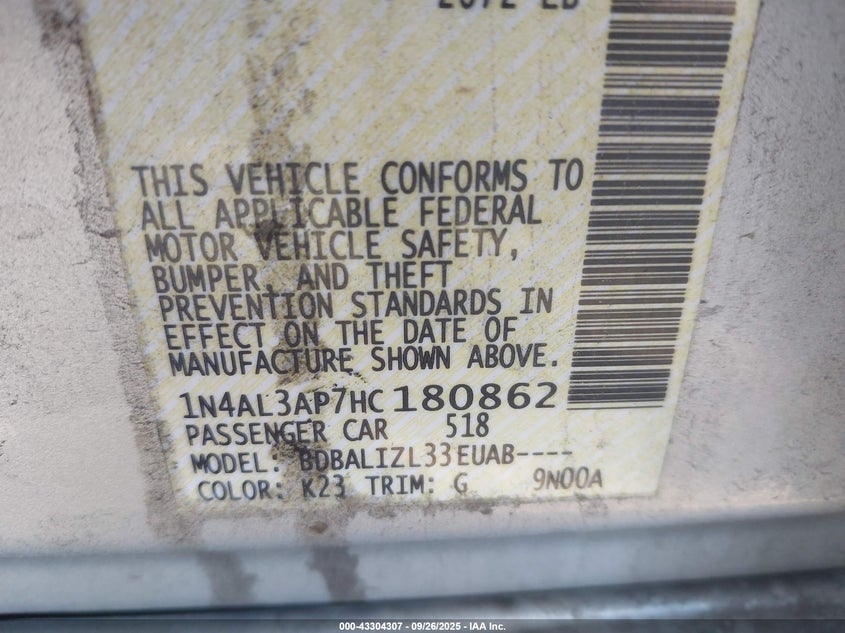 THIS VEHICLE CONFORMS TO
ALL APPLICABLE FEDERAL
MOTOR VEHICLE SAFETY,
BUMPER, AND THEFT
PREVENTION STANDARDS IN
EFFECT ON THE DATE OF
MANUFACTURE SHOWN ABOVE.
1N4AL3AP7HC180862
PASSENGER CAR 518
MODEL: BDBALIZL33EUAB----
COLOR: K23 TRIM: G 9N00A
000-43304307 - 09/26/2025 - IAA Inc.